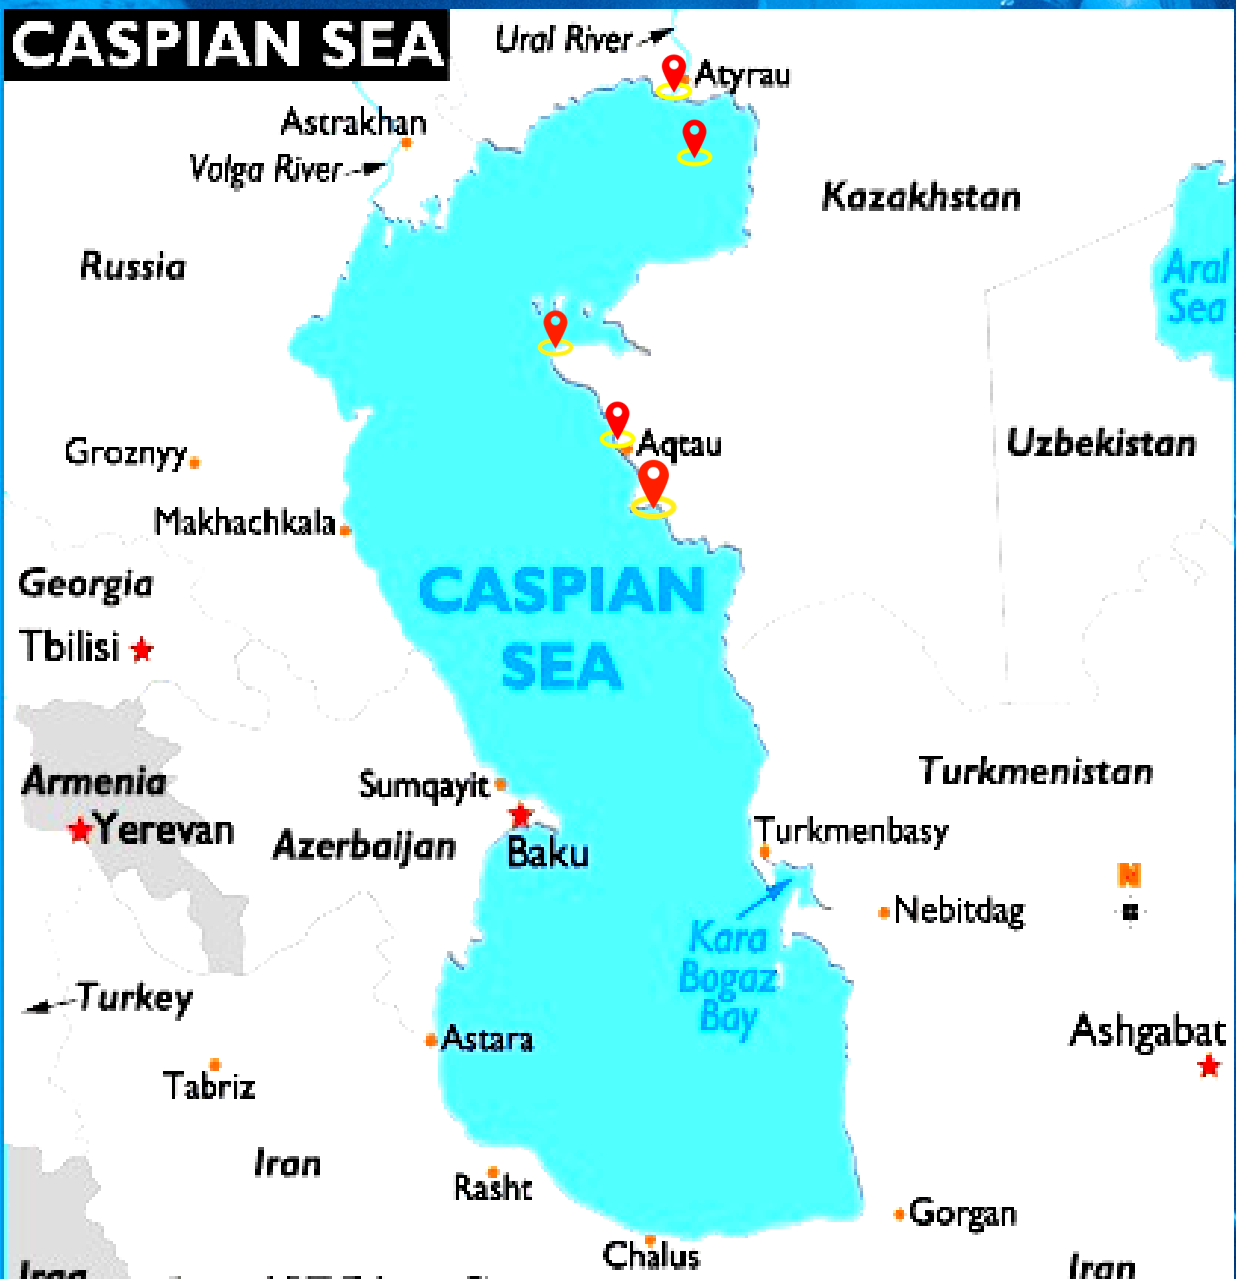 CASPIAN SEA
Ural River
Atyrau
Astrakhan
Volga River
Kazakhstan
Russia
Aral
Sea
Groznyy
Aqtau
Uzbekistan
Makhachkala
Georgia
CASPIAN
SEA
Tbilisi
Armenia
Sumqayit
Turkmenistan
Yerevan
Azerbaijan
Baku
Turkmenbasy
N
Nebitdag
Kara
Bogaz
Bay
Turkey
Astara
Ashgabat
Tabriz
Iran
Rasht
Gorgan
Chalus
Iraq
Iran